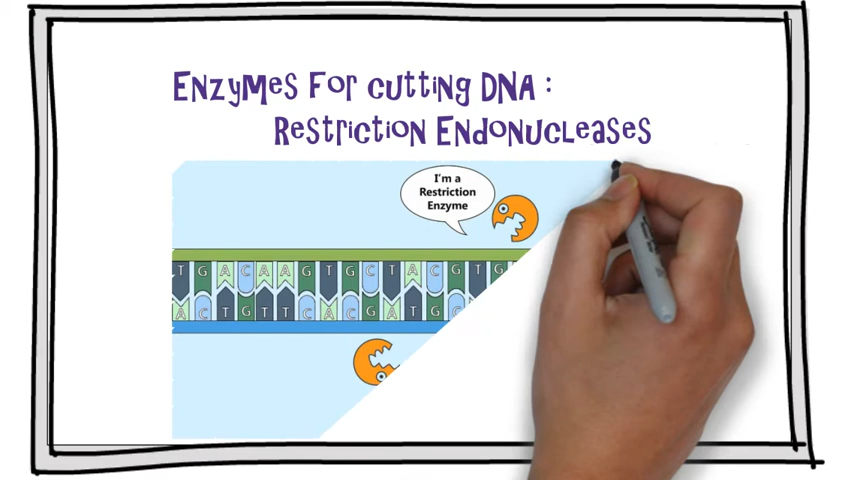 Enzymes For cutting DNA :
Restriction Endonucleases
I'm a
Restriction
Enzyme
T G A C A A G T G C T A C G T G
A C T G T T C A C G A T G C